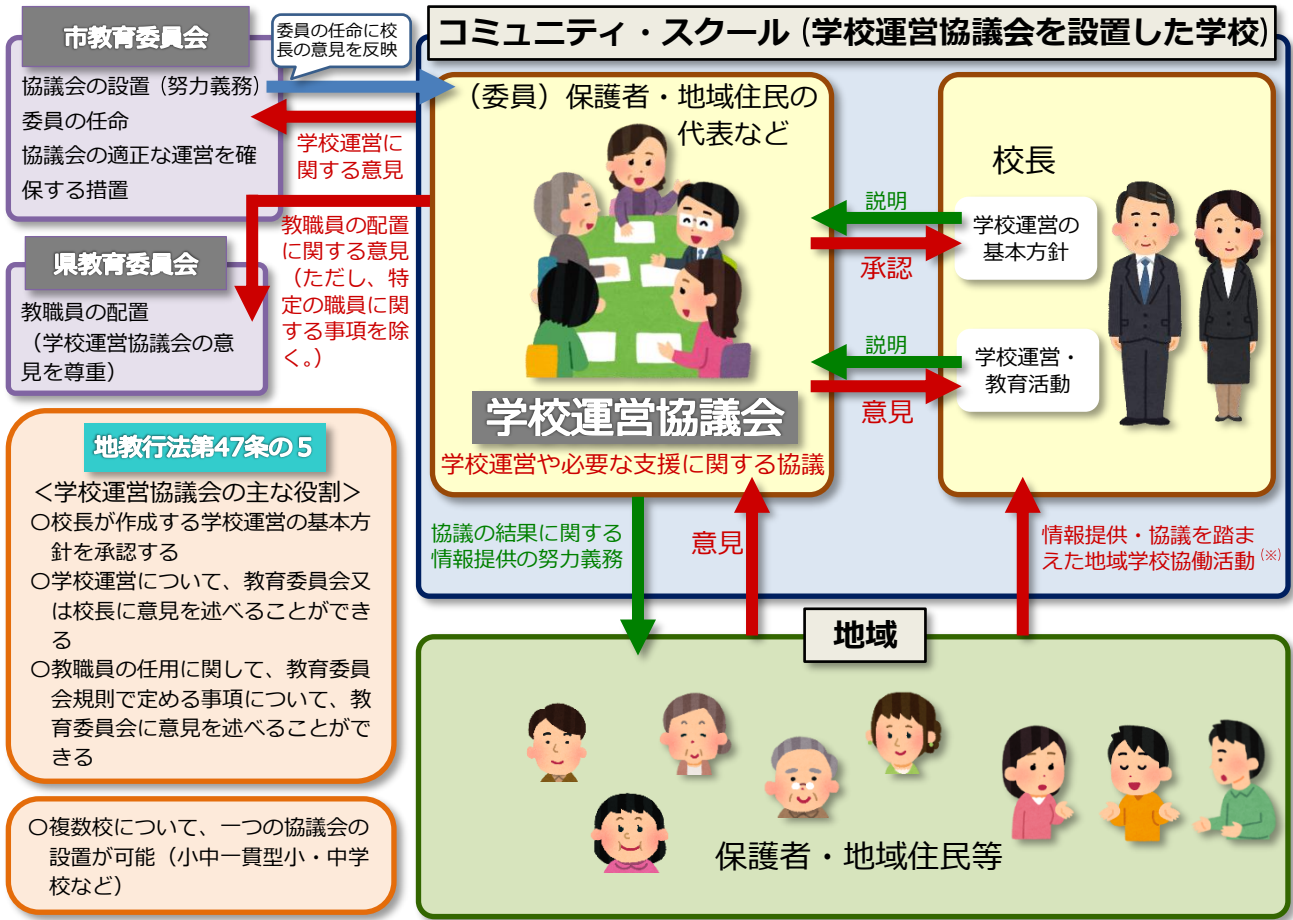 市教育委員会
協議会の設置（努力義務）
委員の任命
協議会の適正な運営を確
保する措置
委員の任命に校
長の意見を反映
コミュニティ・スクール（学校運営協議会を設置した学校）
学校運営に
関する意見
教職員の配置
に関する意見
（ただし、特
定の職員に関
する事項を除
く。）
県教育委員会
教職員の配置
（学校運営協議会の意
見を尊重）
（委員）保護者・地域住民の
代表など
学校運営協議会
学校運営や必要な支援に関する協議
説明
承認
説明
意見
校長
学校運営の
基本方針
学校運営・
教育活動
協議の結果に関する
情報提供の努力義務
意見
情報提供・協議を踏ま
えた地域学校協働活動（※）
地教行法第47条の５
＜学校運営協議会の主な役割＞
〇校長が作成する学校運営の基本方
針を承認する
〇学校運営について、教育委員会又
は校長に意見を述べることができ
る
〇教職員の任用に関して、教育委員
会規則で定める事項について、教
育委員会に意見を述べることがで
きる
〇複数校について、一つの協議会の
設置が可能（小中一貫型小・中学
校など）
地域
保護者・地域住民等